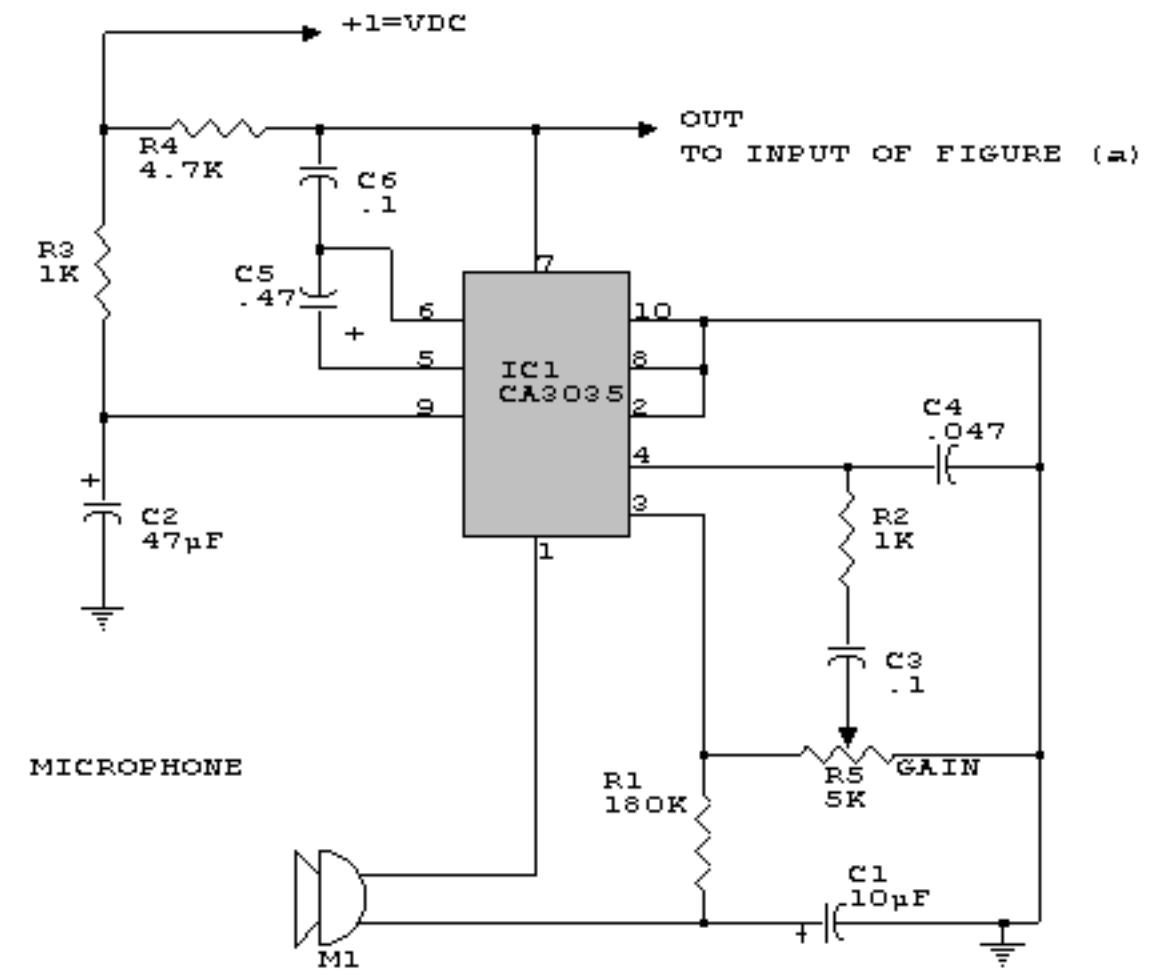 +1=VDC
OUT
TO INPUT OF FIGURE (a)
R4
4.7K
C6
.1
R3
1K
C5
.47
+
7
6
5
9
10
8
2
4
3
1
IC1
CA3035
C4
.047
+
C2
47µF
R2
1K
C3
.1
MICROPHONE
R5
5K
GAIN
R1
180K
C1
10µF
+
M1